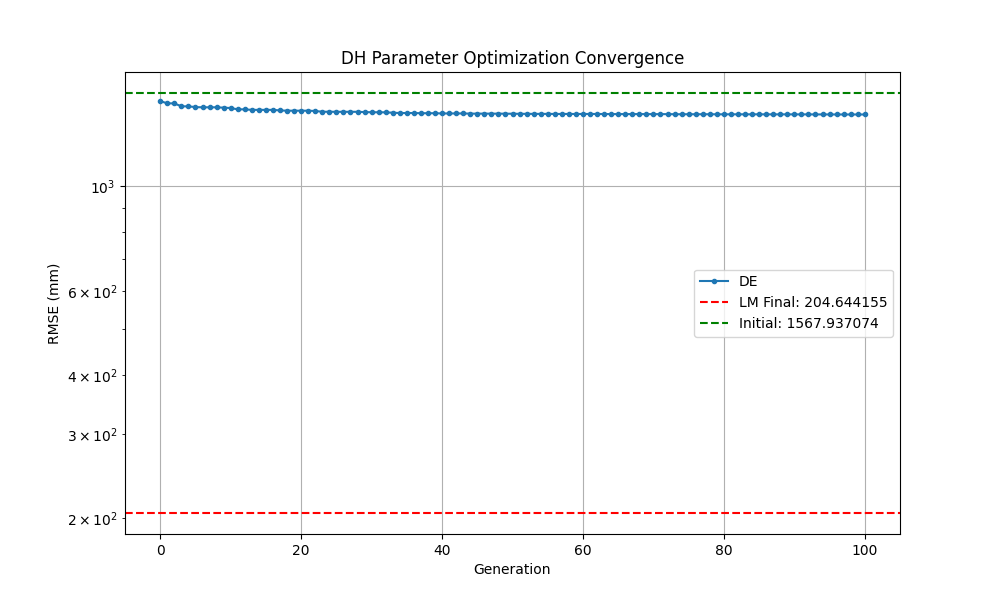 DH Parameter Optimization Convergence
RMSE (mm)
10³
6 × 10²
4 × 10²
3 × 10²
2 × 10²
DE
LM Final: 204.644155
Initial: 1567.937074
0 20 40 60 80 100
Generation